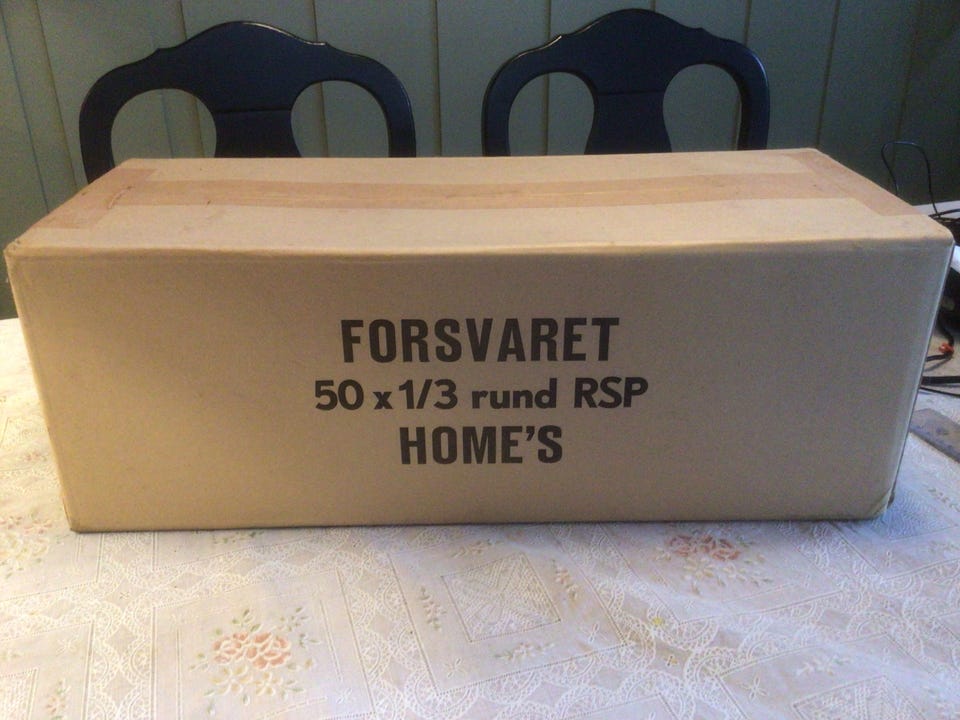 FORSVARET
50 x 1/3 rund RSP
HOME'S